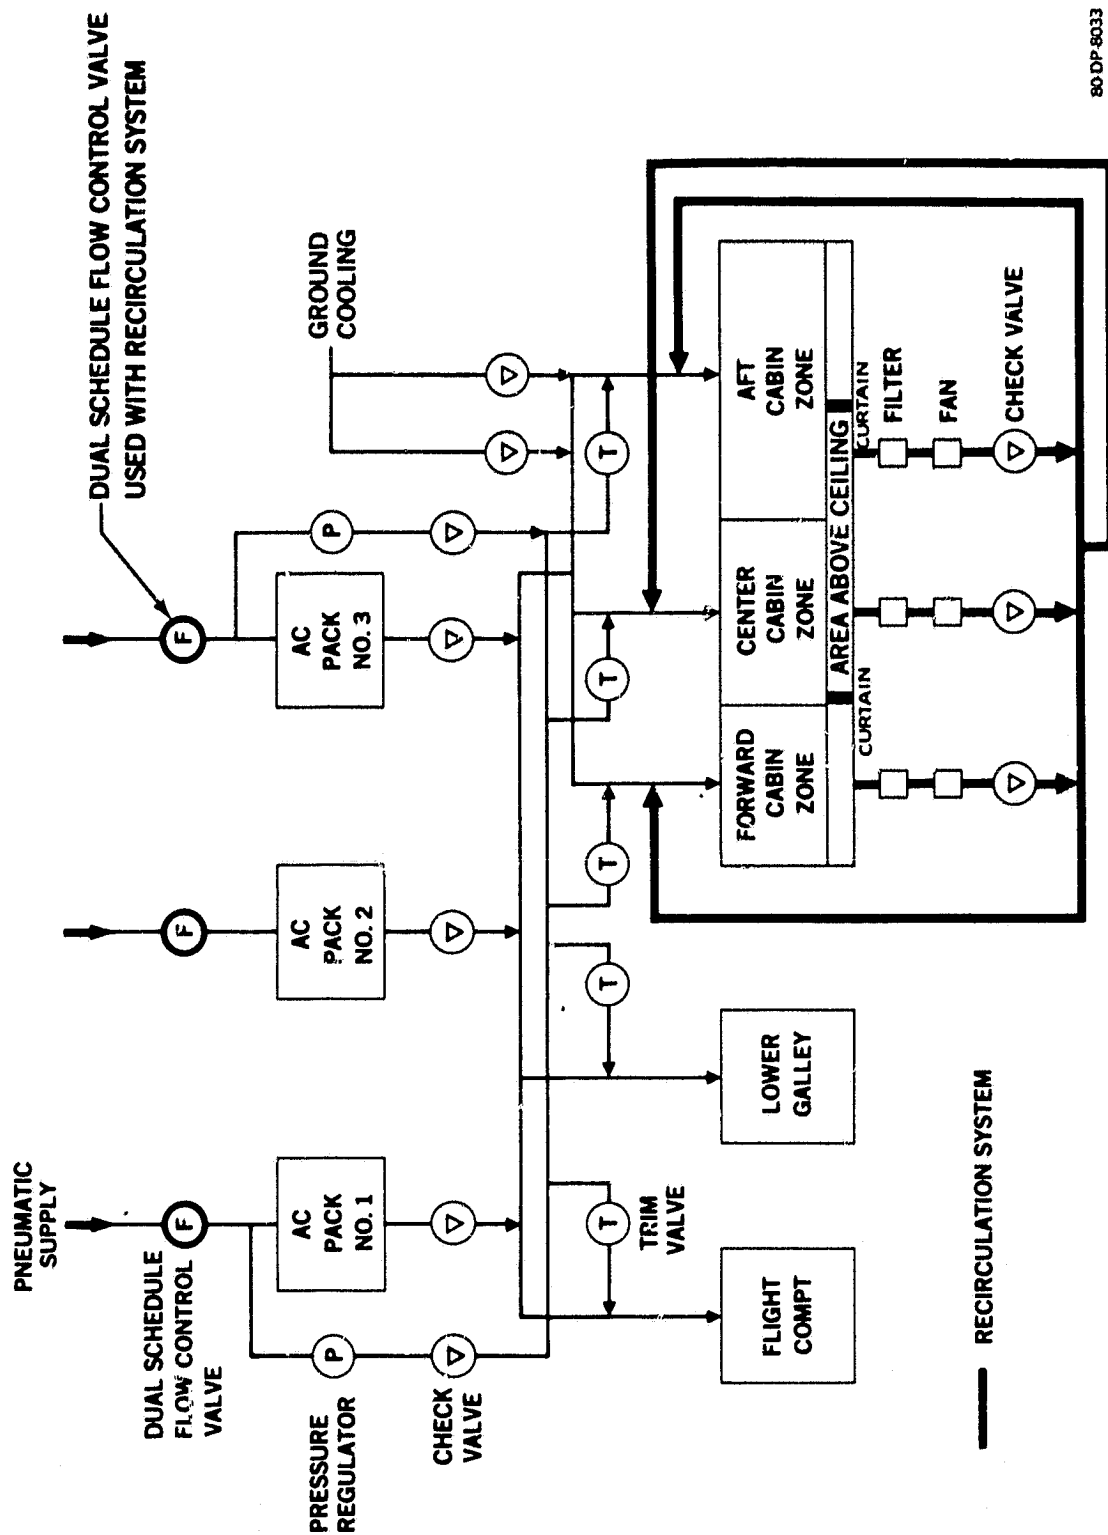 PNEUMATIC
SUPPLY
DUAL SCHEDULE FLOW CONTROL VALVE
USED WITH RECIRCULATION SYSTEM
DUAL SCHEDULE
FLOW CONTROL
VALVE
F
F
F
PRESSURE
REGULATOR
P
AC
PACK
NO. 1
AC
PACK
NO. 2
AC
PACK
NO. 3
P
GROUND
COOLING
CHECK
VALVE
TRIM
VALVE
T
T
T
T
T
FLIGHT
COMPT
LOWER
GALLEY
FORWARD
CABIN
ZONE
CENTER
CABIN
ZONE
AFT
CABIN
ZONE
AREA ABOVE CEILING
CURTAIN
CURTAIN
FILTER
FAN
CHECK VALVE
RECIRCULATION SYSTEM
80-DP-8033